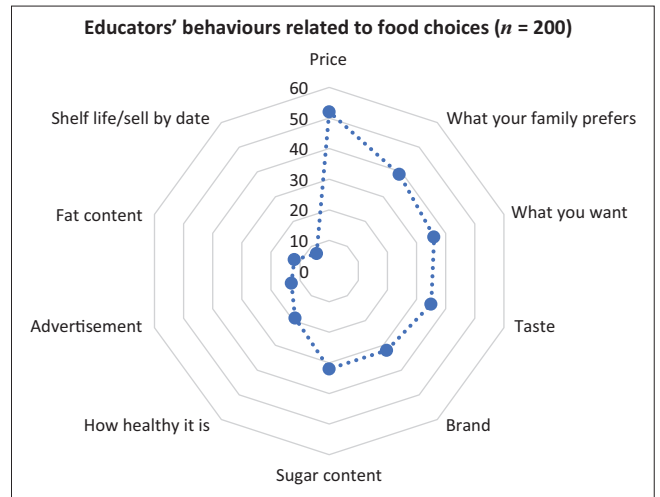 Educators’ behaviours related to food choices (n = 200)
Price
60
50
40
30
20
10
0
What your family prefers
What you want
Taste
Brand
Sugar content
How healthy it is
Advertisement
Fat content
Shelf life/sell by date